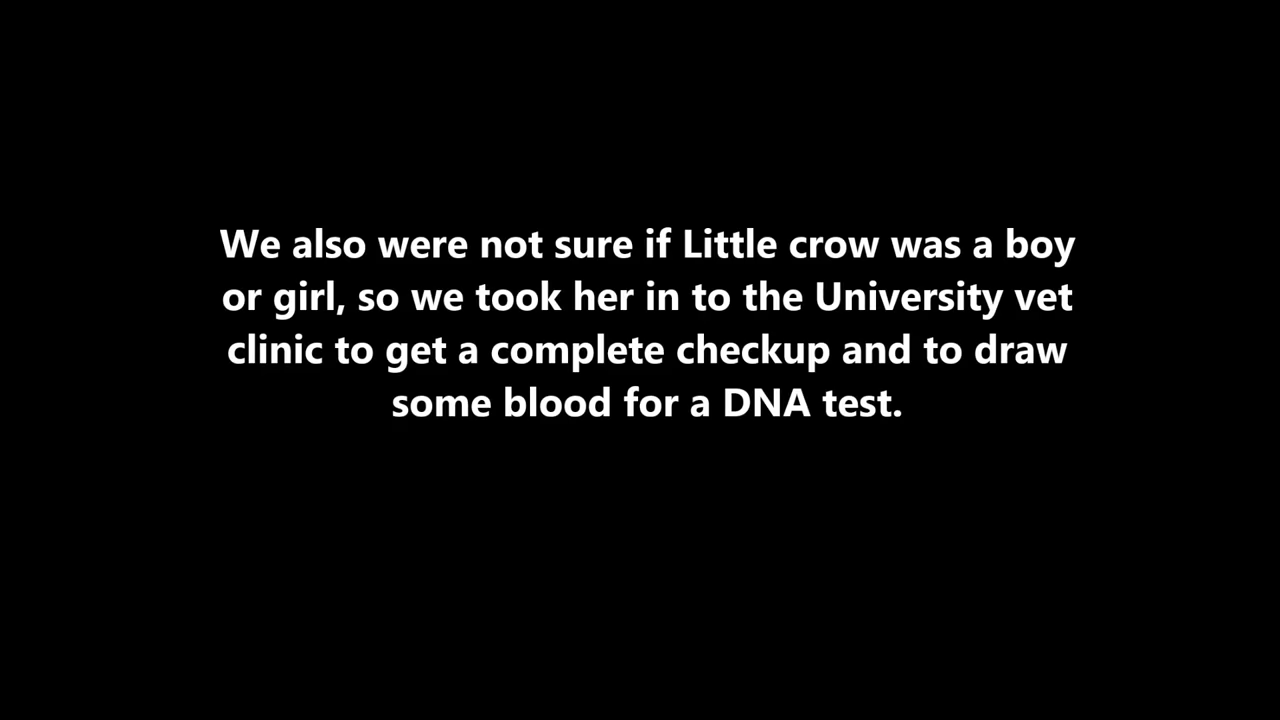 We also were not sure if Little crow was a boy
or girl, so we took her in to the University vet
clinic to get a complete checkup and to draw
some blood for a DNA test.